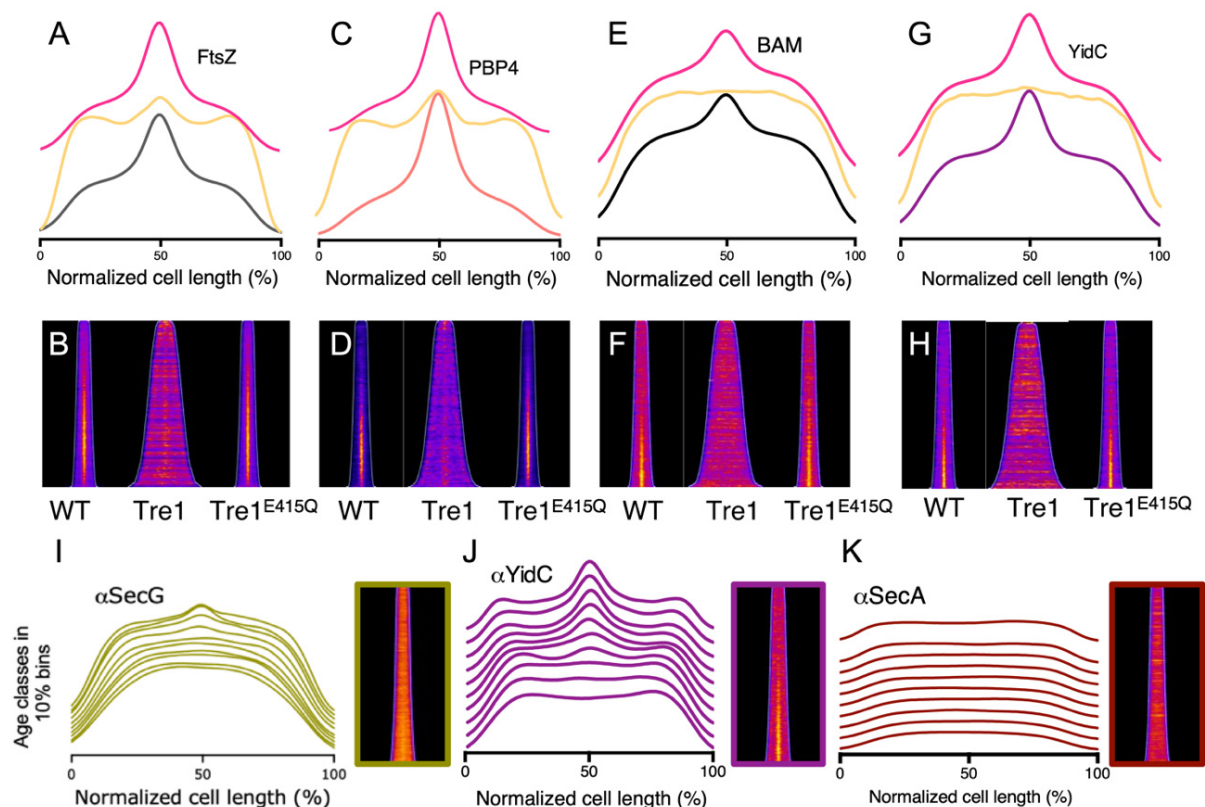 A
FtsZ
0
50
100
Normalized cell length (%)
C
PBP4
0
50
100
Normalized cell length (%)
E
BAM
0
50
100
Normalized cell length (%)
G
YidC
0
50
100
Normalized cell length (%)
B
WT
Tre1
Tre1E415Q
D
WT
Tre1
Tre1E415Q
F
WT
Tre1
Tre1E415Q
H
WT
Tre1
Tre1E415Q
I
αSecG
Age classes in
10% bins
0
50
100
Normalized cell length (%)
J
αYidC
0
50
100
Normalized cell length (%)
K
αSecA
0
50
100
Normalized cell length (%)